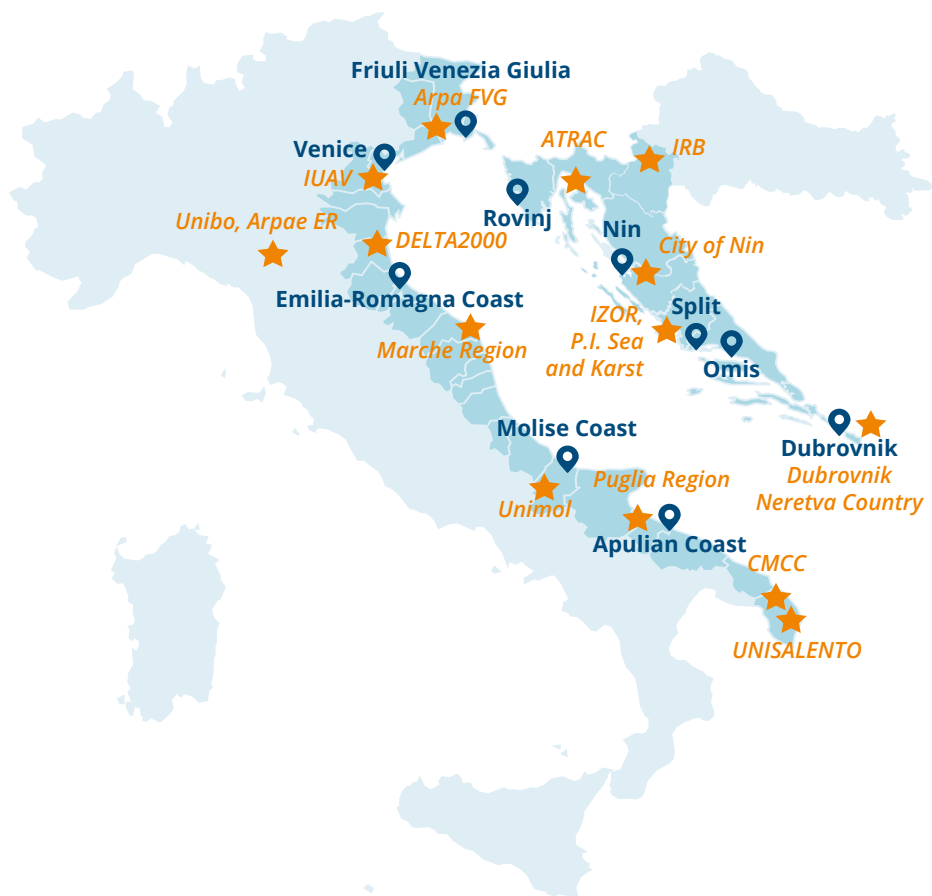 Friuli Venezia Giulia
Arpa FVG
ATRAC
IRB
Venice
IUAV
Unibo, Arpae ER
Rovinj
DELTA2000
Nin
City of Nin
Emilia-Romagna Coast
Split
IZOR,
P.I. Sea
and Karst
Marche Region
Omis
Molise Coast
Dubrovnik
Dubrovnik
Neretva Country
Puglia Region
Unimol
Apulian Coast
CMCC
UNISALENTO